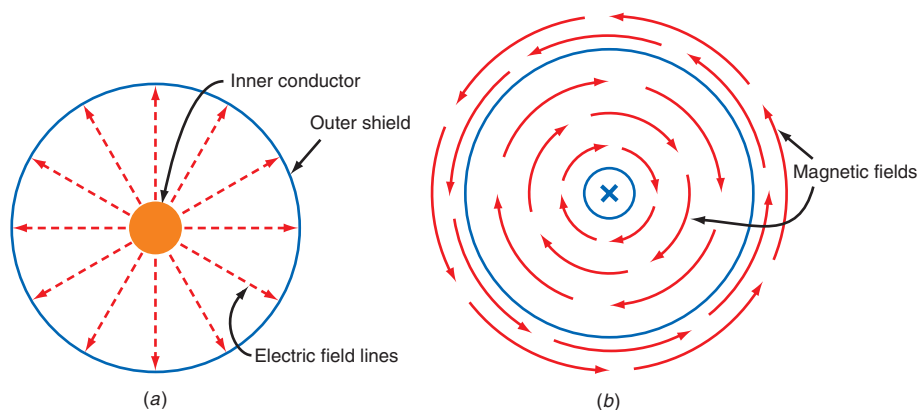 Inner conductor
Outer shield
Electric field lines
(a)
Magnetic fields
(b)